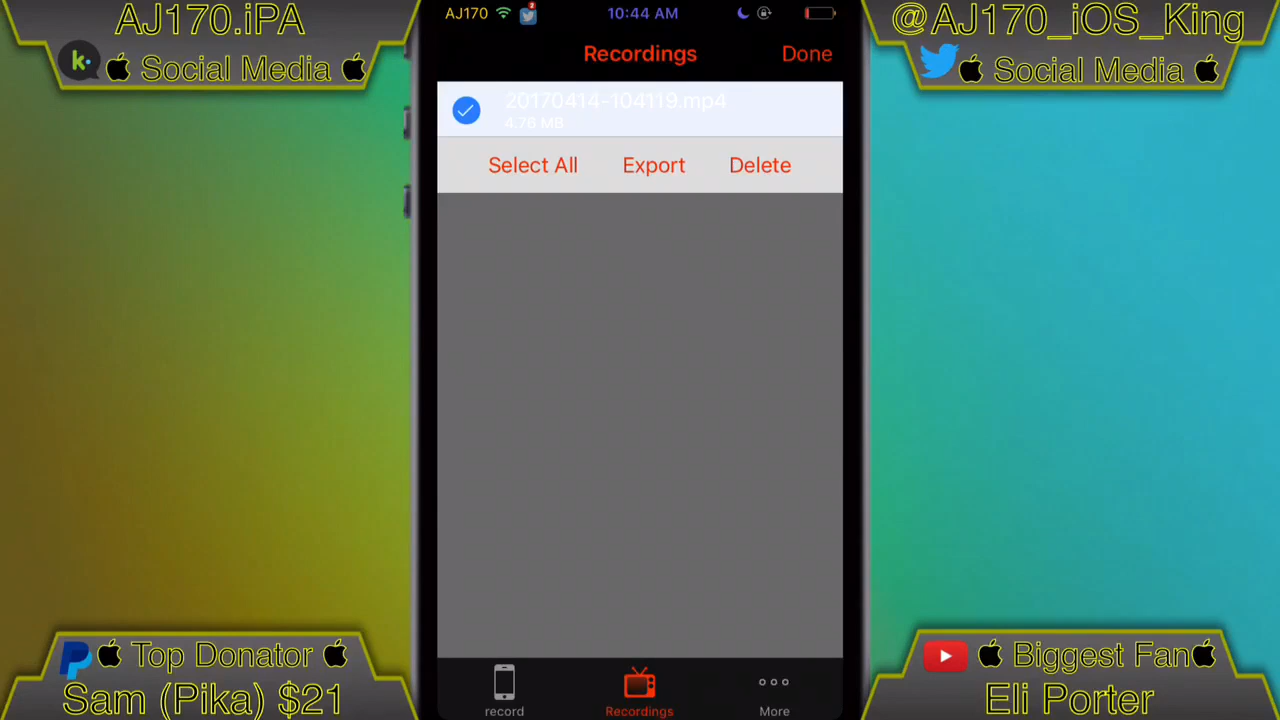 AJ170.iPA
k.
Social Media
@AJ170_iOS_King
Social Media
AJ170
2
10:44 AM
Recordings
Done
20170414-104119.mp4
4.76 MB
Select All
Export
Delete
record
Recordings
More
Top Donator
Sam (Pika) $21
Biggest Fan
Eli Porter